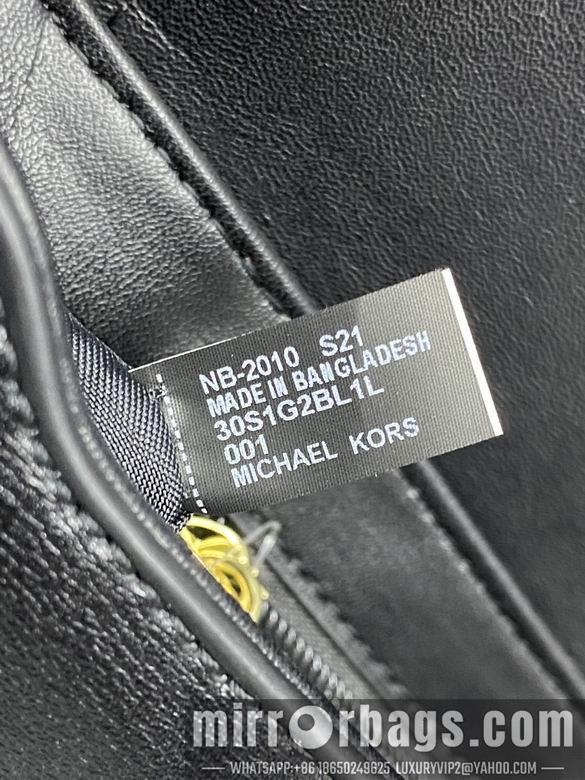 NB-2010 S21
MADE IN BANGLADESH
30S1G2BL1L
001
MICHAEL KORS
mirrorbags.com
WHATSAPP:+86 18650249625 LUXURYVIP2@YAHOO.COM